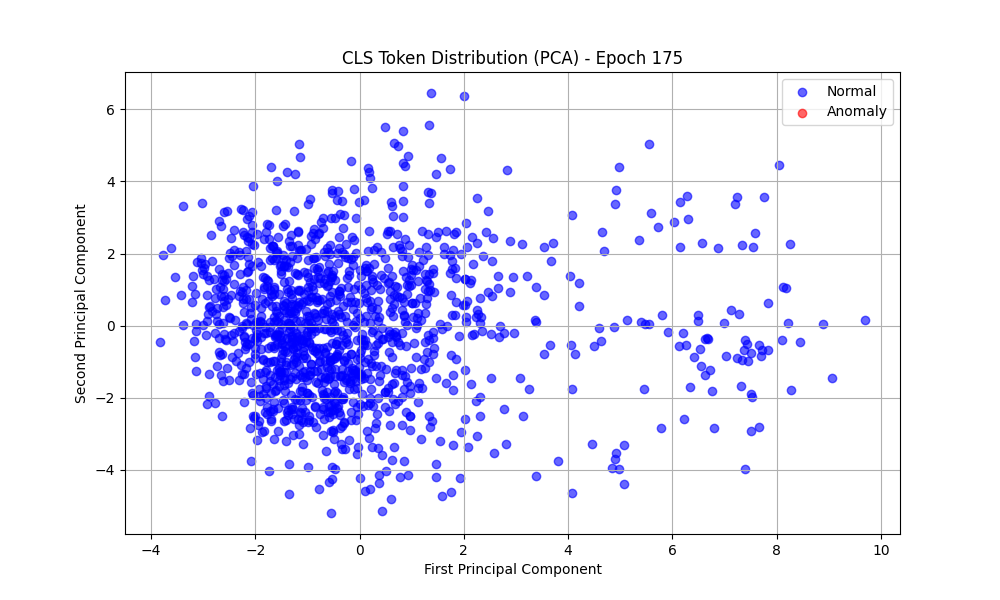 CLS Token Distribution (PCA) - Epoch 175
Normal
Anomaly
Second Principal Component
6
4
2
0
−2
−4
−4
−2
0
2
4
6
8
10
First Principal Component